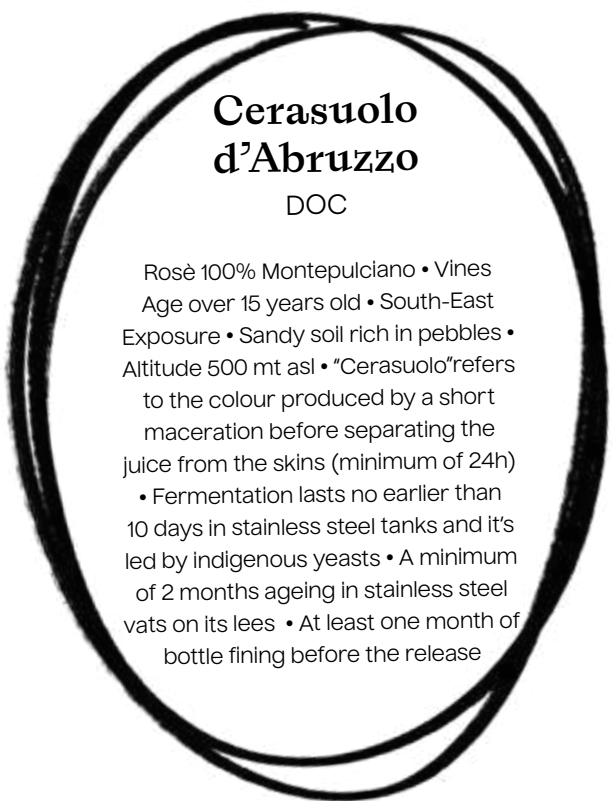 Cerasuolo
d’Abruzzo
DOC
Rosè 100% Montepulciano • Vines
Age over 15 years old • South-East
Exposure • Sandy soil rich in pebbles •
Altitude 500 mt asl • “Cerasuolo”refers
to the colour produced by a short
maceration before separating the
juice from the skins (minimum of 24h)
• Fermentation lasts no earlier than
10 days in stainless steel tanks and it’s
led by indigenous yeasts • A minimum
of 2 months ageing in stainless steel
vats on its lees • At least one month of
bottle fining before the release